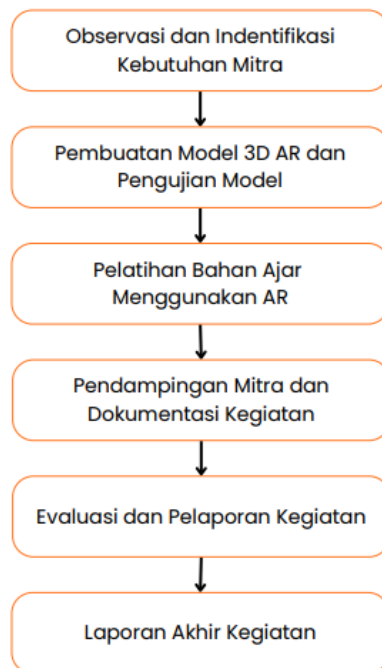 Observasi dan Indentifikasi
Kebutuhan Mitra
Pembuatan Model 3D AR dan
Pengujian Model
Pelatihan Bahan Ajar
Menggunakan AR
Pendampingan Mitra dan
Dokumentasi Kegiatan
Evaluasi dan Pelaporan Kegiatan
Laporan Akhir Kegiatan